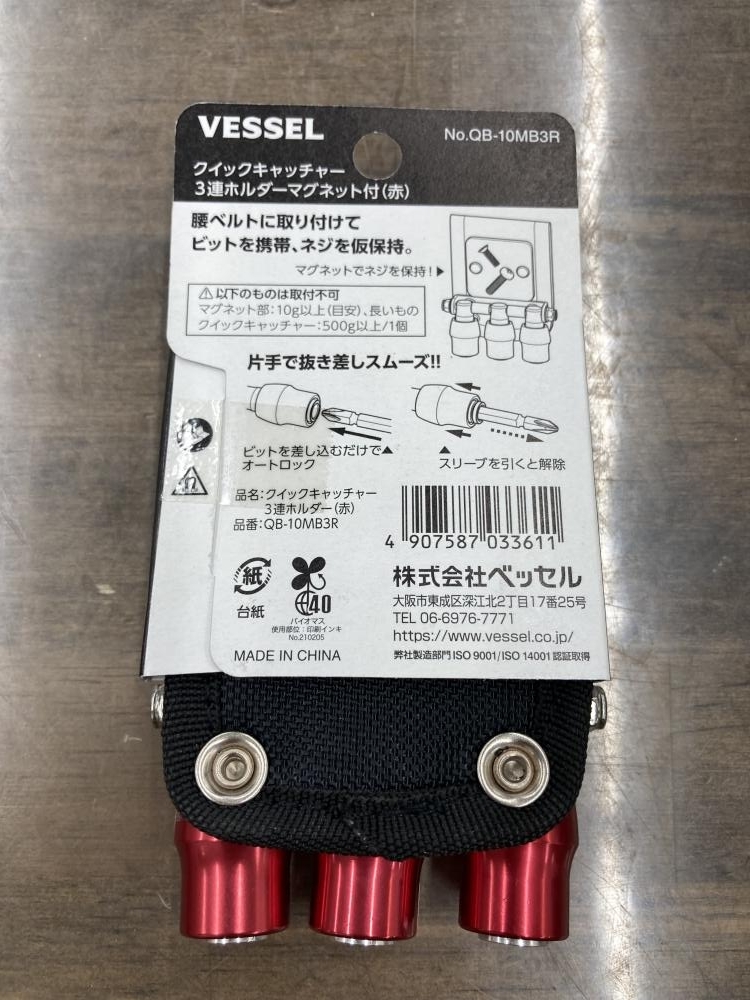 VESSEL
No.QB-10MB3R
クイックキャッチャー
3連ホルダーマグネット付(赤)
腰ベルトに取り付けて
ビットを携帯、ネジを仮保持。
マグネットでネジを保持!▶
⚠以下のものは取付不可
マグネット部:10g以上(目安)、長いもの
クイックキャッチャー:500g以上/1個
片手で抜き差しスムーズ!!
ビットを差し込むだけで▲
オートロック
▲
スリーブを引くと解除
品名:クイックキャッチャー
3連ホルダー(赤)
品番:QB-10MB3R
4 907587 033611
紙
台紙
40
バイオマス
使用部位:印刷インキ
No.210205
MADE IN CHINA
株式会社ベッセル
大阪市東成区深江北2丁目17番25号
TEL 06-6976-7771
https://www.vessel.co.jp/
弊社製造部門 ISO 9001/ISO 14001 認証取得